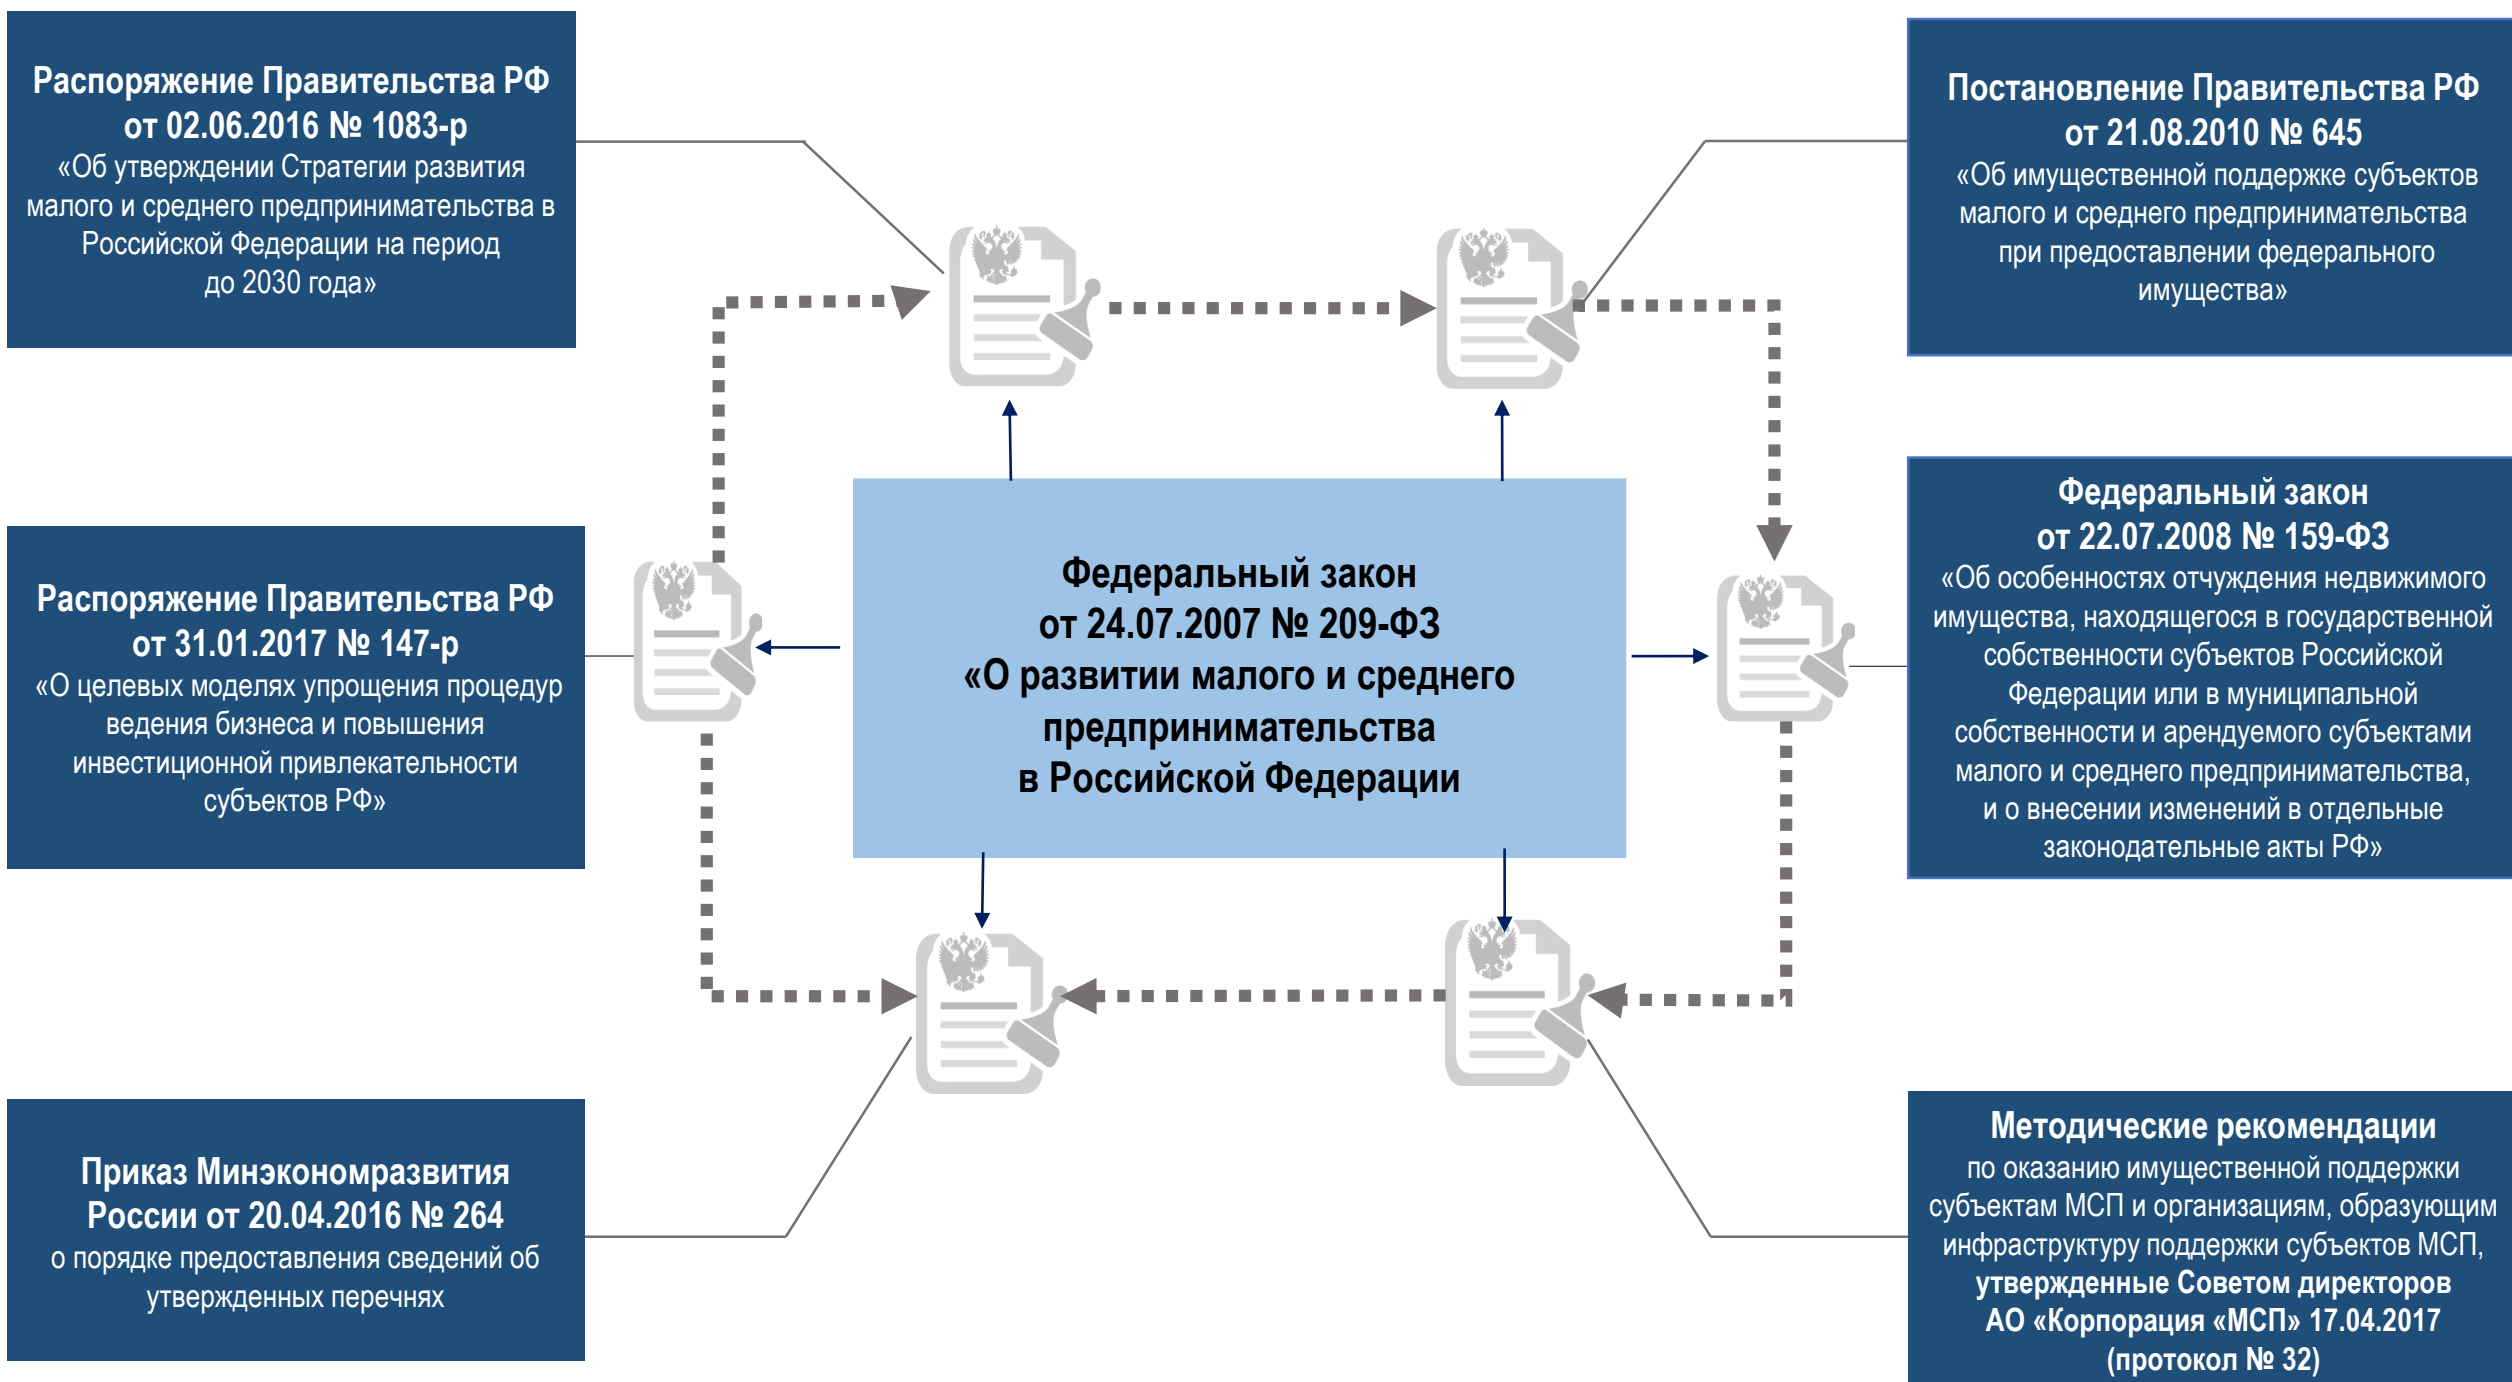 Распоряжение Правительства РФ
от 02.06.2016 № 1083-р
«Об утверждении Стратегии развития
малого и среднего предпринимательства в
Российской Федерации на период
до 2030 года»
Постановление Правительства РФ
от 21.08.2010 № 645
«Об имущественной поддержке субъектов
малого и среднего предпринимательства
при предоставлении федерального
имущества»
Распоряжение Правительства РФ
от 31.01.2017 № 147-р
«О целевых моделях упрощения процедур
ведения бизнеса и повышения
инвестиционной привлекательности
субъектов РФ»
Федеральный закон
от 24.07.2007 № 209-ФЗ
«О развитии малого и среднего
предпринимательства
в Российской Федерации
Федеральный закон
от 22.07.2008 № 159-ФЗ
«Об особенностях отчуждения недвижимого
имущества, находящегося в государственной
собственности субъектов Российской
Федерации или в муниципальной
собственности и арендуемого субъектами
малого и среднего предпринимательства,
и о внесении изменений в отдельные
законодательные акты РФ»
Приказ Минэкономразвития
России от 20.04.2016 № 264
о порядке предоставления сведений об
утвержденных перечнях
Методические рекомендации
по оказанию имущественной поддержки
субъектам МСП и организациям, образующим
инфраструктуру поддержки субъектов МСП,
утвержденные Советом директоров
АО «Корпорация «МСП» 17.04.2017
(протокол № 32)